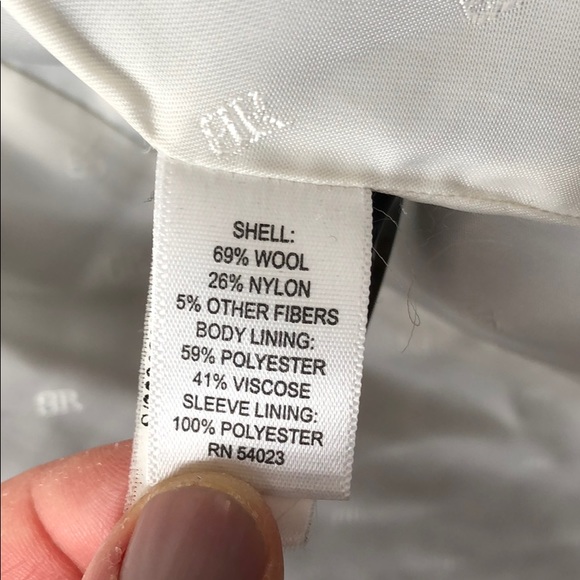 SHELL:
69% WOOL
26% NYLON
5% OTHER FIBERS
BODY LINING:
59% POLYESTER
41% VISCOSE
SLEEVE LINING:
100% POLYESTER
RN 54023
BR